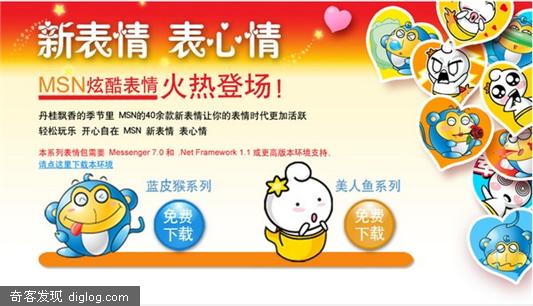 新表情 表心情
MSN炫酷表情火热登场!
丹桂飘香的季节里 MSN的40余款新表情让你的表情时代更加活跃
轻松玩乐 开心自在 MSN 新表情 表心情
本系列表情包需要 Messenger 7.0 和 .Net Framework 1.1 或更高版本环境支持.
请点这里下载本环境
蓝皮猴系列
免费
下载
美人鱼系列
免费
下载
奇客发现 diglog.com